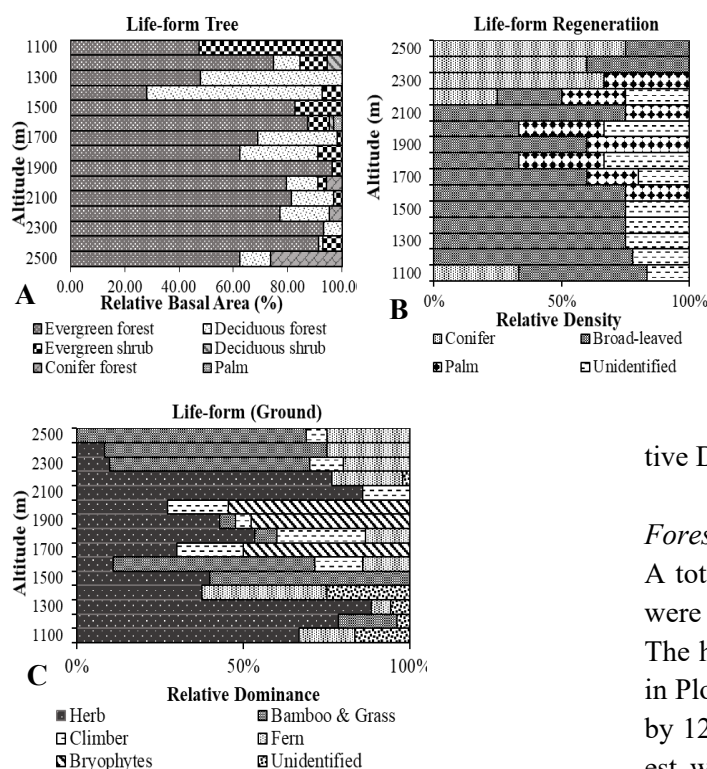 Life-form Tree
1100
1300
1500
1700
1900
2100
2300
2500
Altitude (m)
0.00 20.00 40.00 60.00 80.00 100.0
Relative Basal Area (%)
A
Evergreen forest Deciduous forest
Evergreen shrub Deciduous shrub
Conifer forest Palm
Life-form Regeneratiion
2500
2300
2100
1900
1700
1500
1300
1100
Altitude (m)
0% 50% 100%
Relative Density
B
Conifer Broad-leaved
Palm Unidentified
Life-form (Ground)
2500
2300
2100
1900
1700
1500
1300
1100
Altitude (m)
0% 50% 100%
Relative Dominance
C
Herb Bamboo & Grass
Climber Fern
Bryophytes Unidentified
tive D
Fores
A tot
were
The h
in Plo
by 12